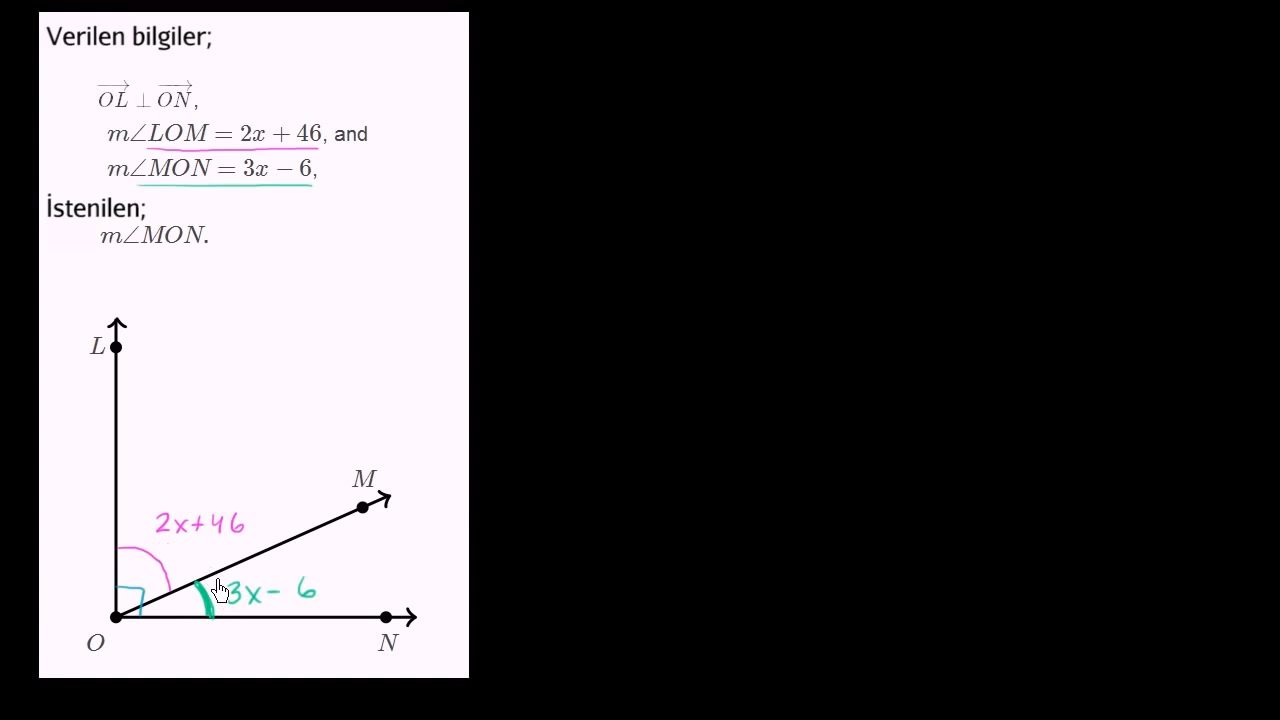 Verilen bilgiler;
OL ⊥ ON,
m∠LOM = 2x + 46, and
m∠MON = 3x − 6,
İstenilen;
m∠MON.
L
M
2x+46
3x- 6
O
N